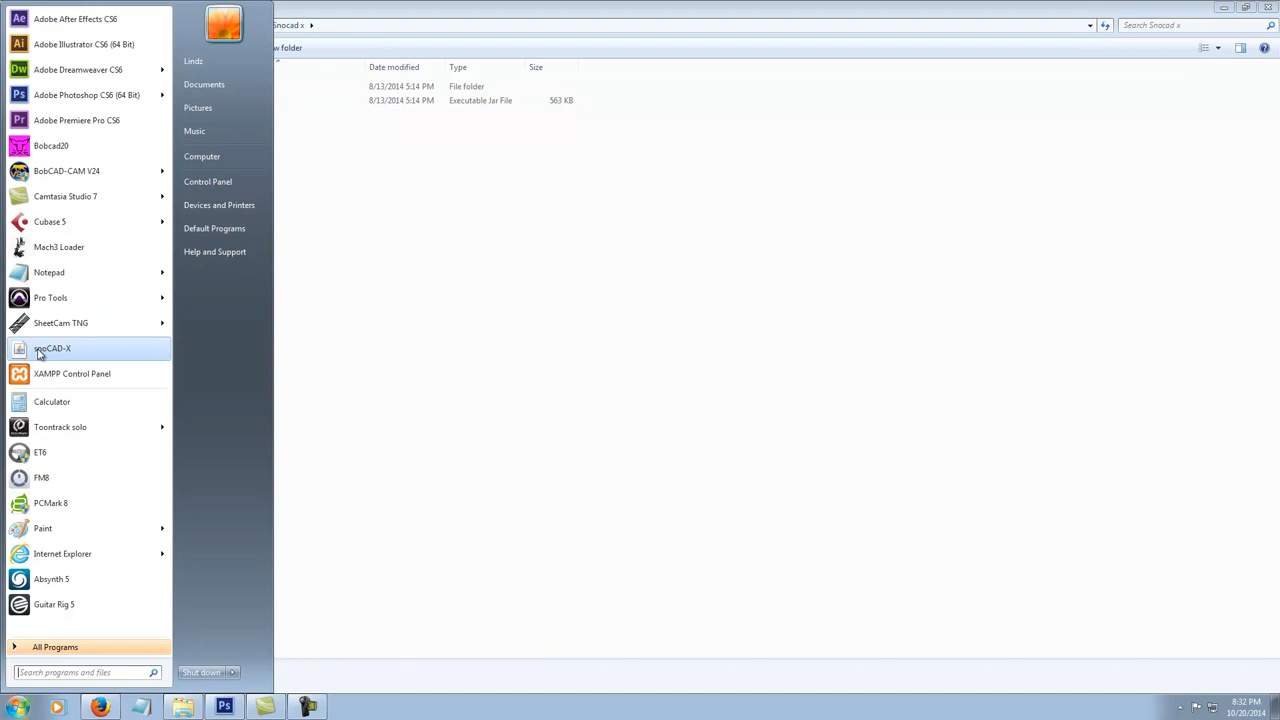 Adobe After Effects CS6
Adobe Illustrator CS6 (64 Bit)
Adobe Dreamweaver CS6
Adobe Photoshop CS6 (64 Bit)
Adobe Premiere Pro CS6
Bobcad20
BobCAD-CAM V24
Camtasia Studio 7
Cubase 5
Mach3 Loader
Notepad
Pro Tools
SheetCam TNG
snoCAD-X
XAMPP Control Panel
Calculator
Toontrack solo
ET6
FM8
PCMark 8
Paint
Internet Explorer
Absynth 5
Guitar Rig 5
All Programs
Search programs and files
Lindz
Documents
Pictures
Music
Computer
Control Panel
Devices and Printers
Default Programs
Help and Support
Shut down
Snocad x
Search Snocad x
w folder
Date modified Type Size
8/13/2014 5:14 PM File folder
8/13/2014 5:14 PM Executable Jar File 563 KB
8:32 PM
10/20/2014